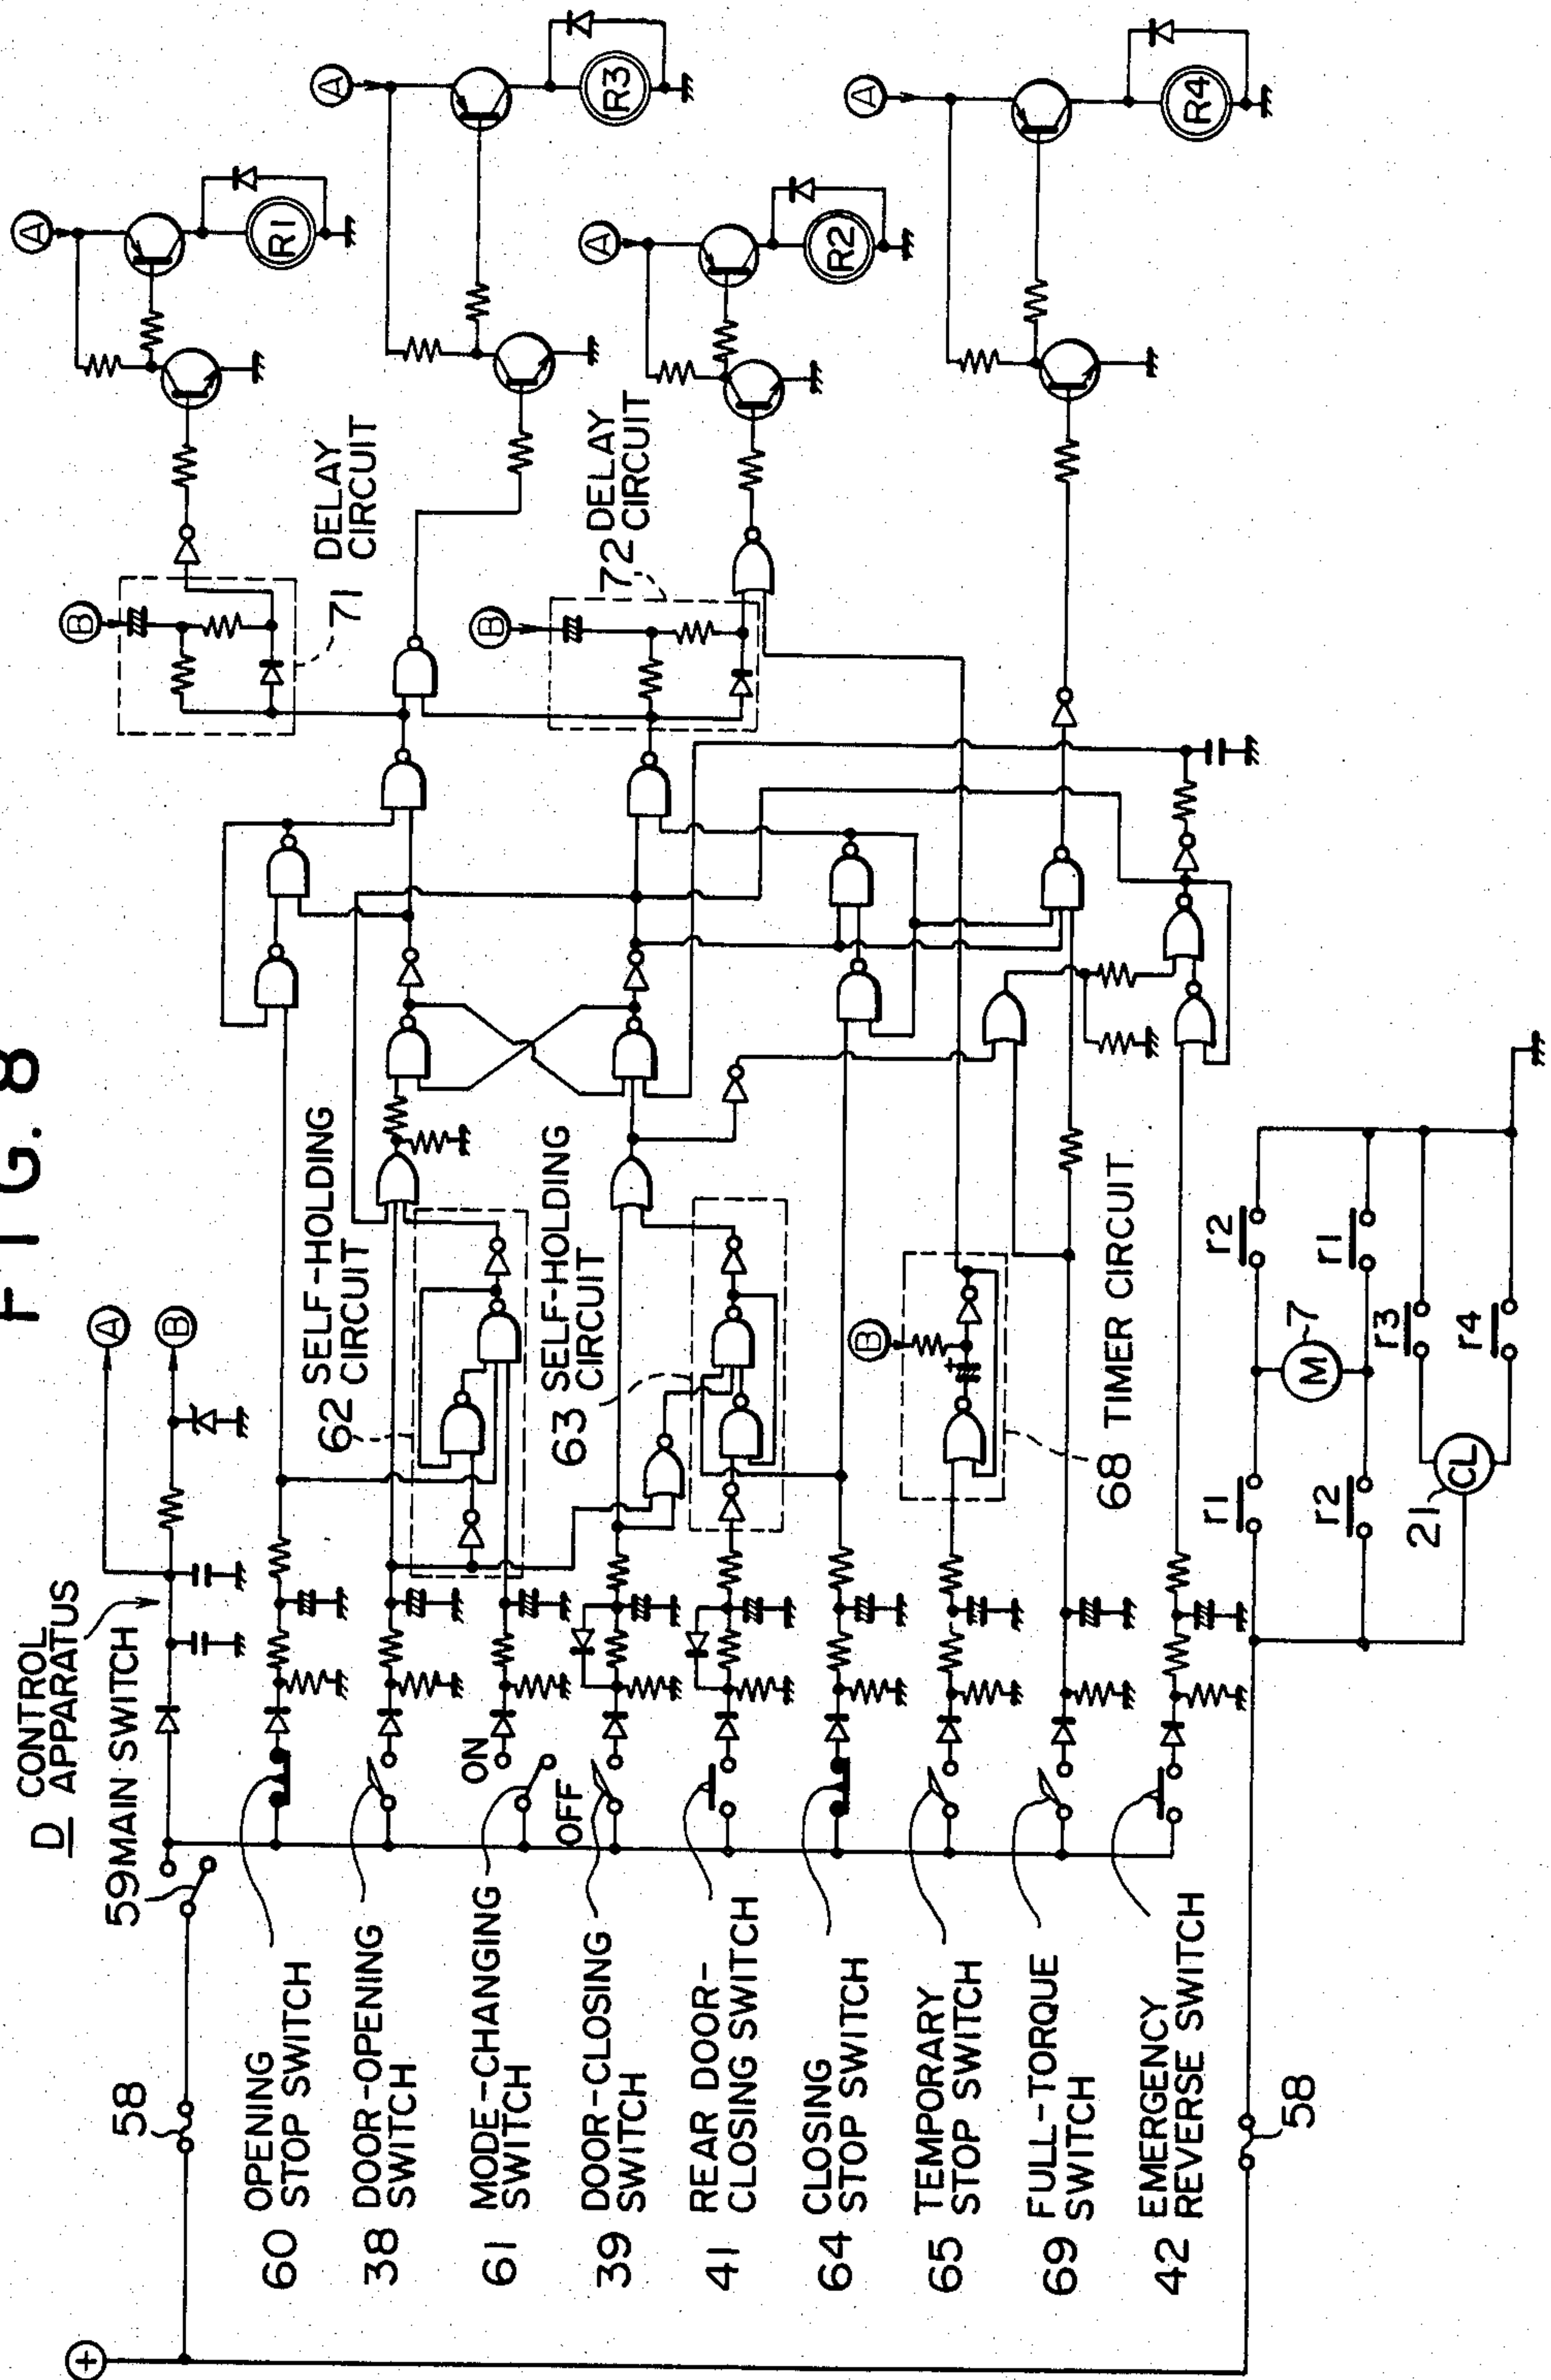 FIG. 8
D CONTROL
APPARATUS
59 MAIN SWITCH
58
A
B
60 OPENING
STOP SWITCH
38 DOOR-OPENING
SWITCH
61 MODE-CHANGING
SWITCH
ON
OFF
39 DOOR-CLOSING
SWITCH
41 REAR DOOR-
CLOSING SWITCH
64 CLOSING
STOP SWITCH
65 TEMPORARY
STOP SWITCH
69 FULL-TORQUE
SWITCH
42 EMERGENCY
REVERSE SWITCH
58
62 SELF-HOLDING
CIRCUIT
63 SELF-HOLDING
CIRCUIT
B
68 TIMER CIRCUIT
B
71 DELAY
CIRCUIT
B
72 DELAY
CIRCUIT
A
R1
A
R3
A
R2
A
R4
r1
r2
M
7
r2
r1
r3
21
CL
r4
+